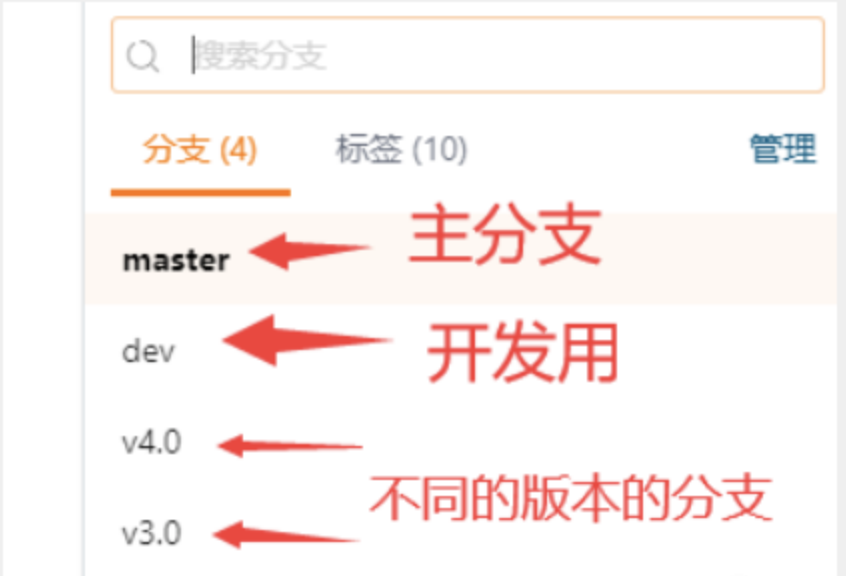 搜索分支
分支 (4) 标签 (10) 管理
master 主分支
dev 开发用
v4.0
不同的版本的分支
v3.0